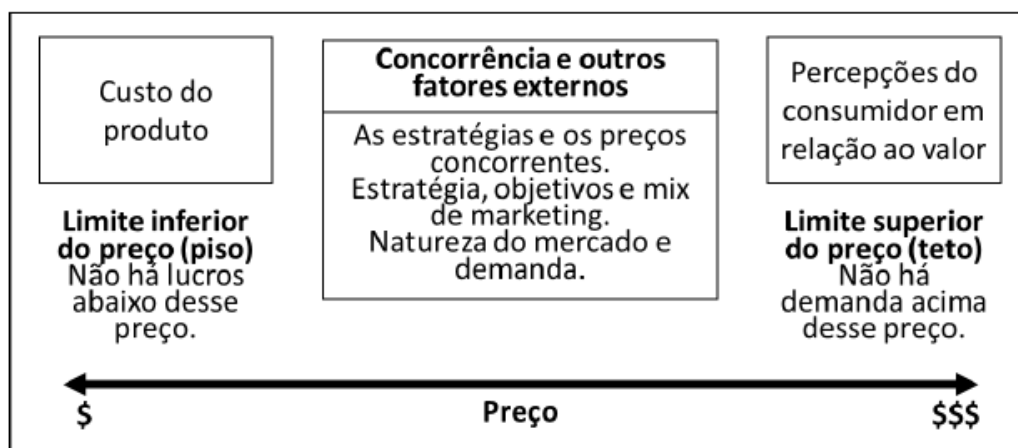 Custo do
produto
Limite inferior
do preço (piso)
Não há lucros
abaixo desse
preço.
Concorrência e outros
fatores externos
As estratégias e os preços
concorrentes.
Estratégia, objetivos e mix
de marketing.
Natureza do mercado e
demanda.
Percepções do
consumidor em
relação ao valor
Limite superior
do preço (teto)
Não há
demanda acima
desse preço.
$
Preço
$$$